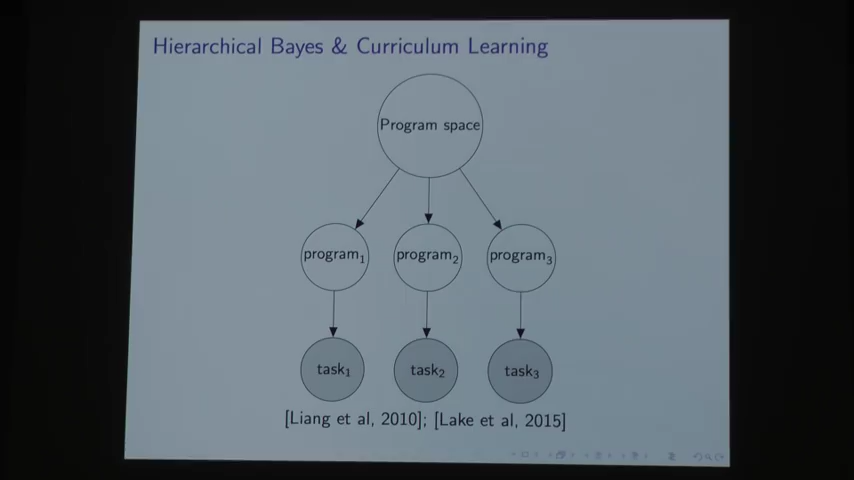 Hierarchical Bayes & Curriculum Learning
Program space
program₁ program₂ program₃
task₁ task₂ task₃
[Liang et al, 2010]; [Lake et al, 2015]